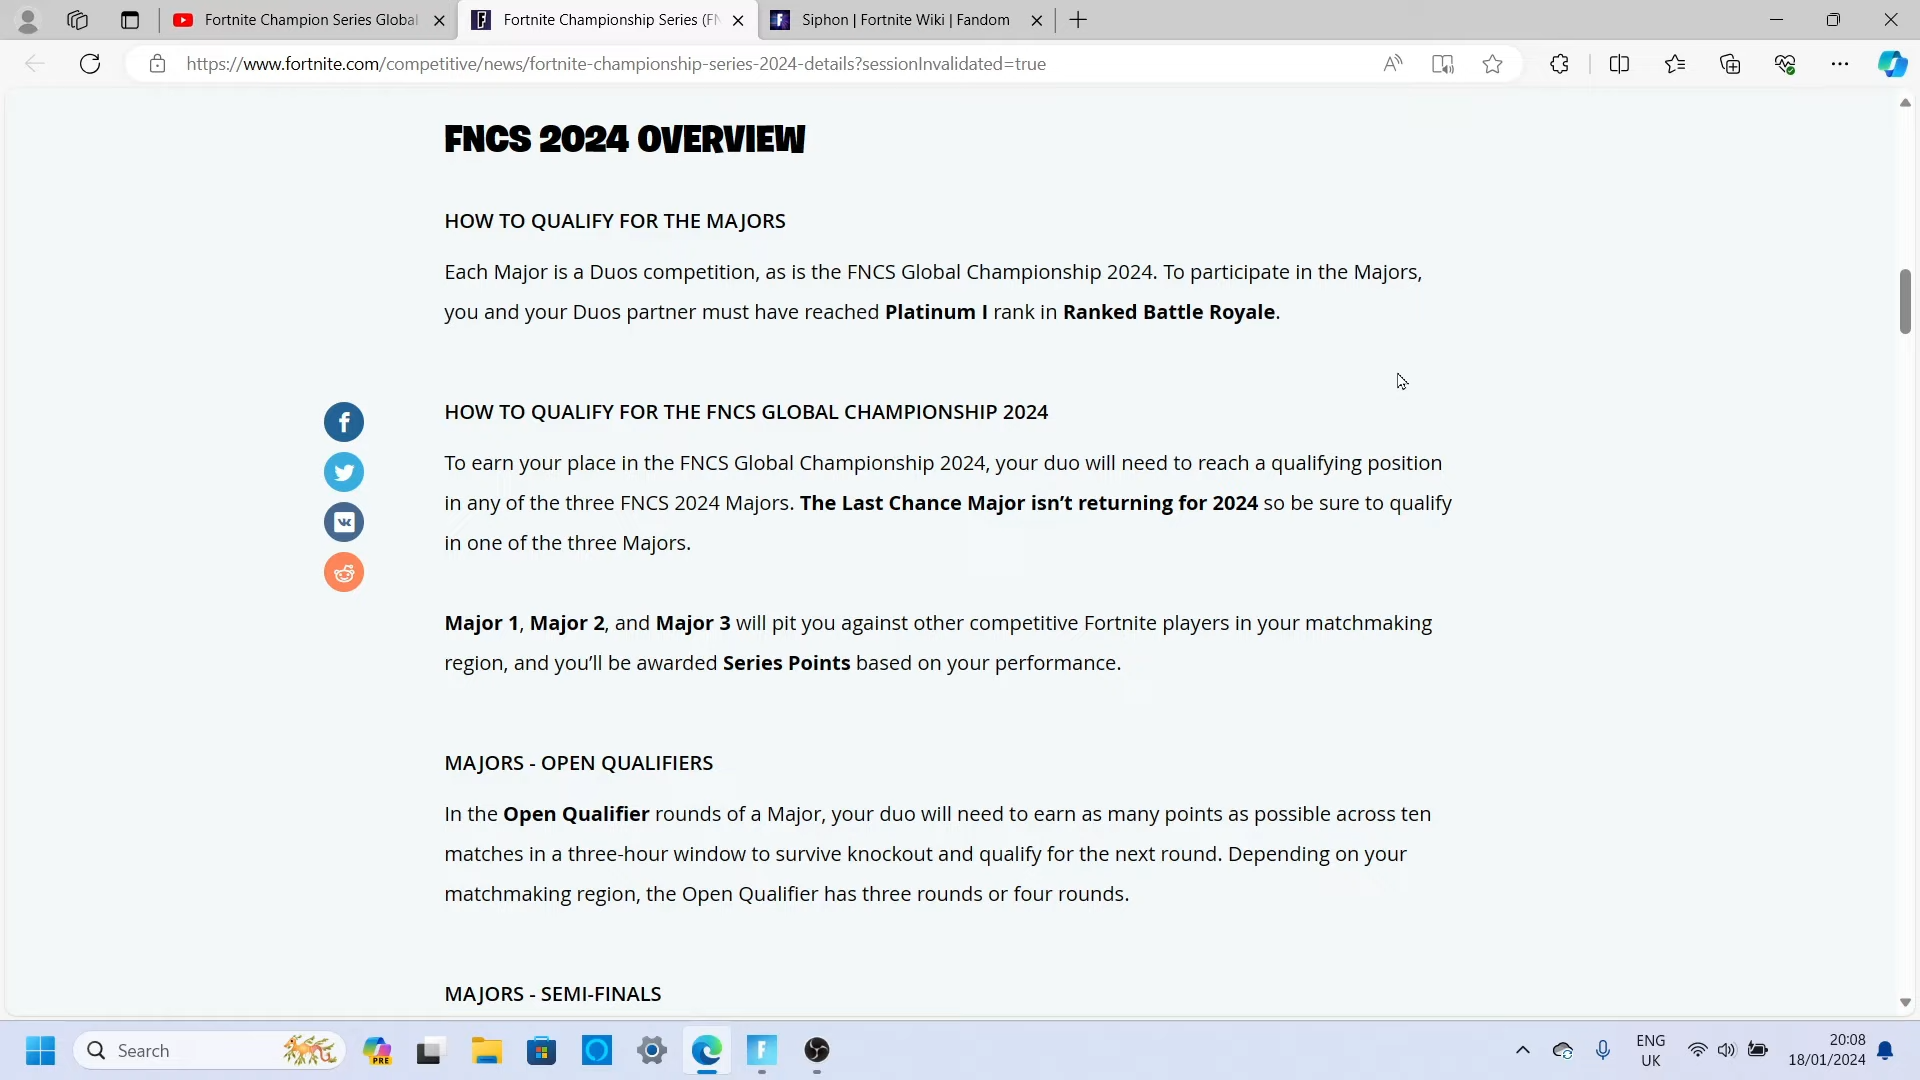 Fortnite Champion Series Global
Fortnite Championship Series (FN
Siphon | Fortnite Wiki | Fandom
https://www.fortnite.com/competitive/news/fortnite-championship-series-2024-details?sessionInvalidated=true
FNCS 2024 OVERVIEW
HOW TO QUALIFY FOR THE MAJORS
Each Major is a Duos competition, as is the FNCS Global Championship 2024. To participate in the Majors,
you and your Duos partner must have reached Platinum I rank in Ranked Battle Royale.
HOW TO QUALIFY FOR THE FNCS GLOBAL CHAMPIONSHIP 2024
To earn your place in the FNCS Global Championship 2024, your duo will need to reach a qualifying position
in any of the three FNCS 2024 Majors. The Last Chance Major isn’t returning for 2024 so be sure to qualify
in one of the three Majors.
Major 1, Major 2, and Major 3 will pit you against other competitive Fortnite players in your matchmaking
region, and you’ll be awarded Series Points based on your performance.
MAJORS - OPEN QUALIFIERS
In the Open Qualifier rounds of a Major, your duo will need to earn as many points as possible across ten
matches in a three-hour window to survive knockout and qualify for the next round. Depending on your
matchmaking region, the Open Qualifier has three rounds or four rounds.
MAJORS - SEMI-FINALS
Search
PRE
ENG
UK
20:08
18/01/2024